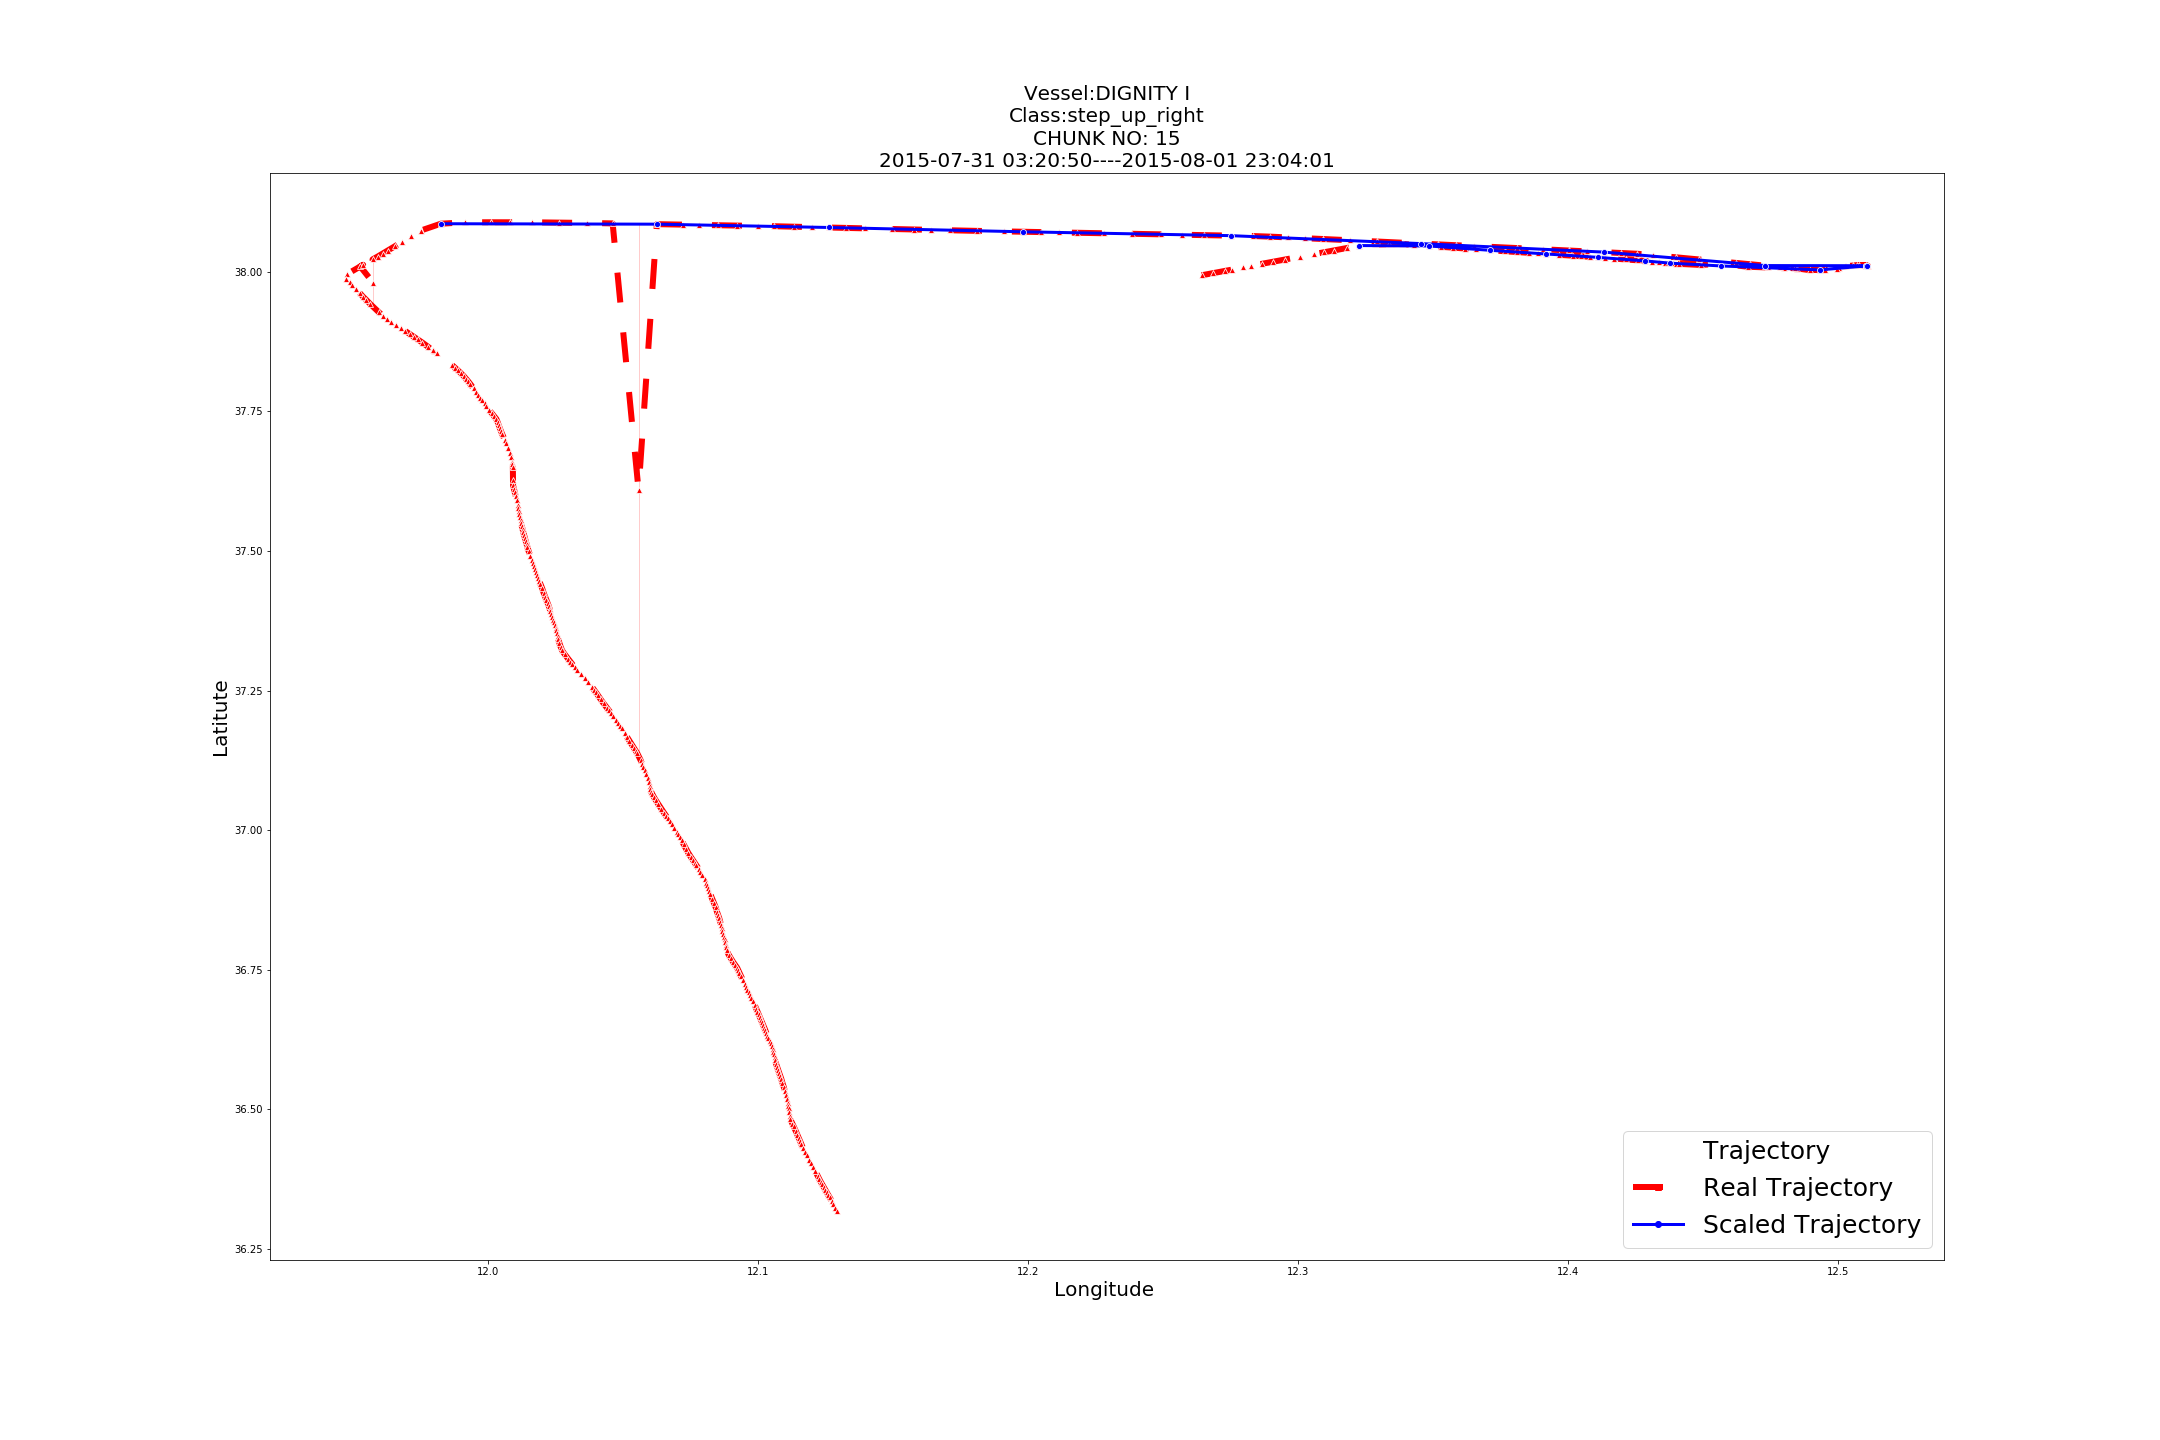 Vessel:DIGNITY I
Class:step_up_right
CHUNK NO: 15
2015-07-31 03:20:50----2015-08-01 23:04:01
Latitute
38.00
37.75
37.50
37.25
37.00
36.75
36.50
36.25
12.0 12.1 12.2 12.3 12.4 12.5
Longitude
Trajectory
Real Trajectory
Scaled Trajectory